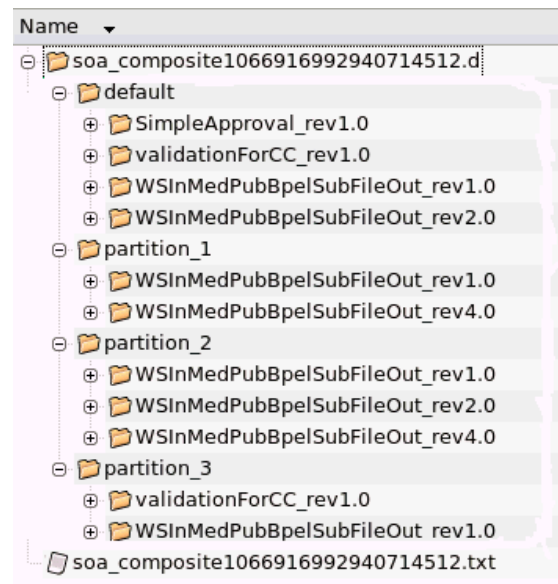 Name
soa_composite1066916992940714512.d
default
SimpleApproval_rev1.0
validationForCC_rev1.0
WSInMedPubBpelSubFileOut_rev1.0
WSInMedPubBpelSubFileOut_rev2.0
partition_1
WSInMedPubBpelSubFileOut_rev1.0
WSInMedPubBpelSubFileOut_rev4.0
partition_2
WSInMedPubBpelSubFileOut_rev1.0
WSInMedPubBpelSubFileOut_rev2.0
WSInMedPubBpelSubFileOut_rev4.0
partition_3
validationForCC_rev1.0
WSInMedPubBpelSubFileOut_rev1.0
soa_composite1066916992940714512.txt